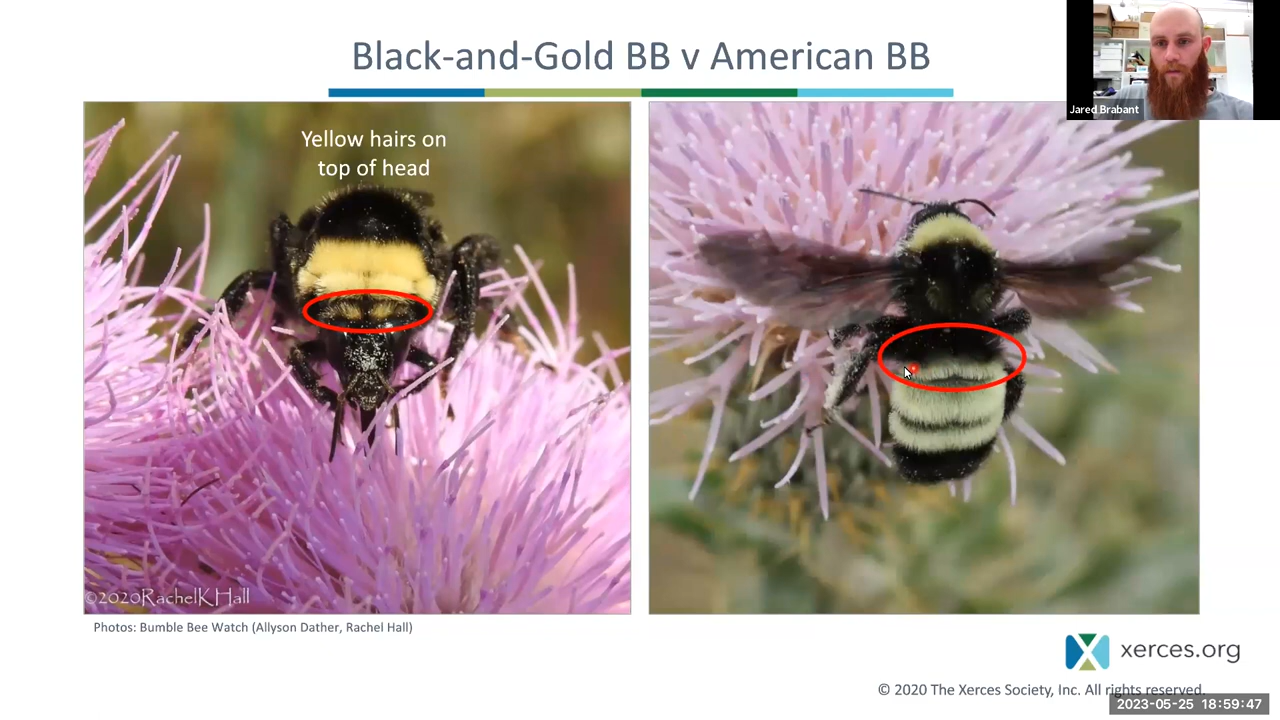 Black-and-Gold BB v American BB
Jared Brabant
Yellow hairs on
top of head
©2020RachelKHall
Photos: Bumble Bee Watch (Allyson Dather, Rachel Hall)
xerces.org
© 2020 The Xerces Society, Inc. All rights reserved.
2023-05-25 18:59:47